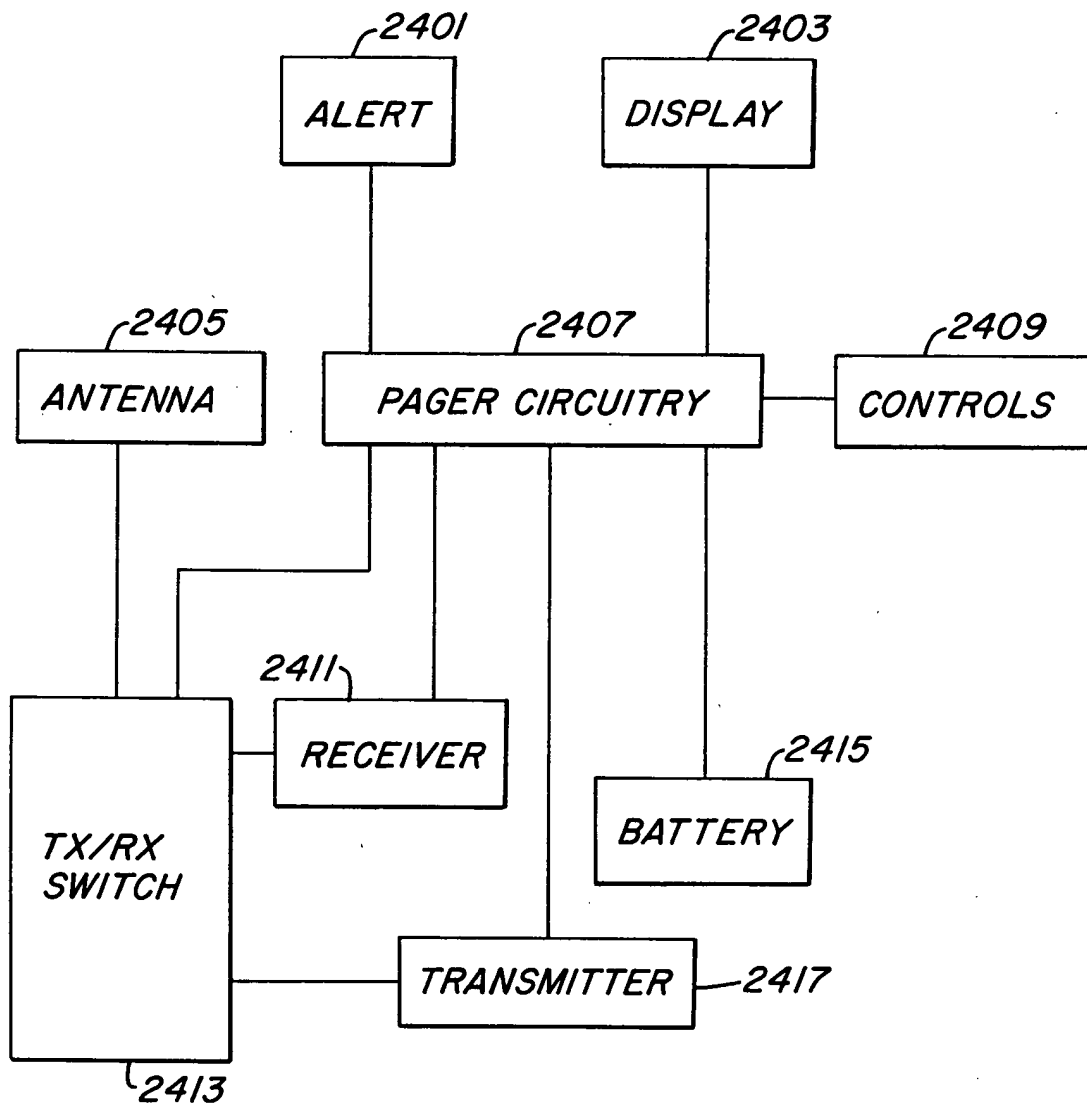 2401
2403
ALERT
DISPLAY
2405
2407
2409
ANTENNA
PAGER CIRCUITRY
CONTROLS
2411
RECEIVER
2415
TX/RX
SWITCH
BATTERY
TRANSMITTER
2417
2413